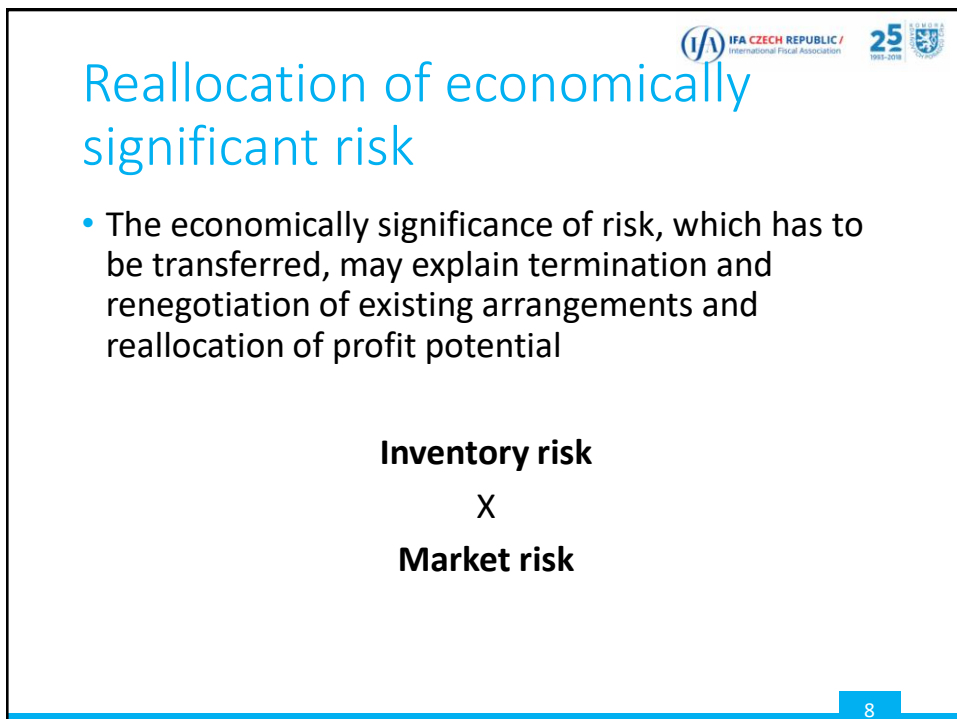 IFA IFA CZECH REPUBLIC /
International Fiscal Association
25
1993-2018
Reallocation of economically
significant risk
• The economically significance of risk, which has to
be transferred, may explain termination and
renegotiation of existing arrangements and
reallocation of profit potential
Inventory risk
X
Market risk
8